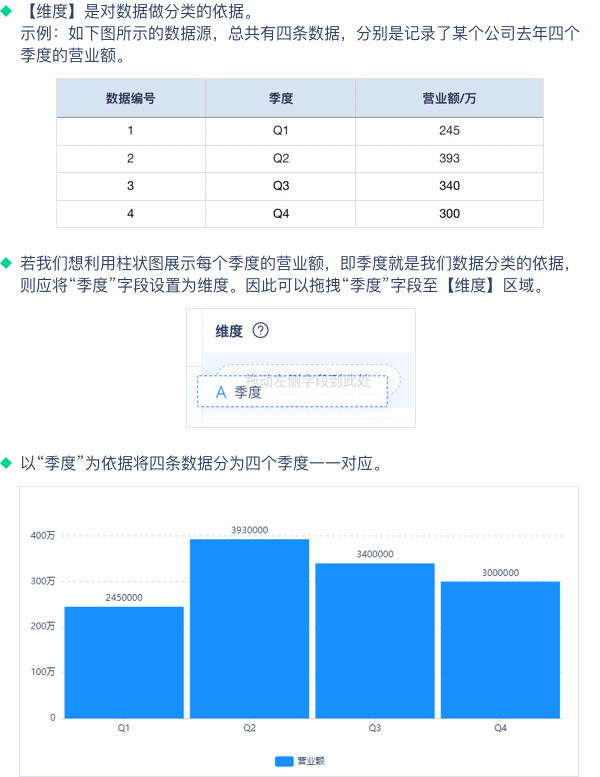 【维度】是对数据做分类的依据。
示例：如下图所示的数据源，总共有四条数据，分别是记录了某个公司去年四个
季度的营业额。
数据编号 季度 营业额/万
1 Q1 245
2 Q2 393
3 Q3 340
4 Q4 300
若我们想利用柱状图展示每个季度的营业额，即季度就是我们数据分类的依据，
则应将“季度”字段设置为维度。因此可以拖拽“季度”字段至【维度】区域。
维度 ?
拖动左侧字段到此处
A 季度
以“季度”为依据将四条数据分为四个季度一一对应。
400万
300万
200万
100万
0
2450000
3930000
3400000
3000000
Q1 Q2 Q3 Q4
营业额